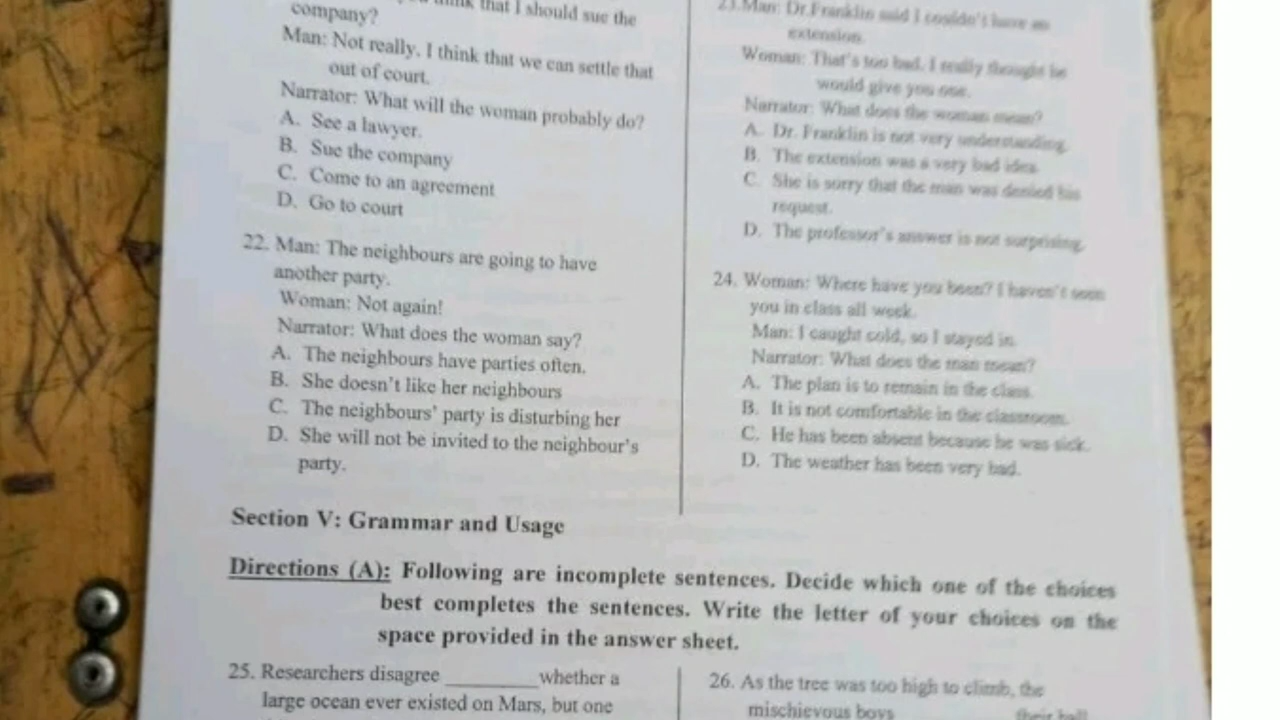 that I should sue the
company?
Man: Not really. I think that we can settle that
out of court.
Narrator: What will the woman probably do?
A. See a lawyer.
B. Sue the company
C. Come to an agreement
D. Go to court
22. Man: The neighbours are going to have
another party.
Woman: Not again!
Narrator: What does the woman say?
A. The neighbours have parties often.
B. She doesn't like her neighbours
C. The neighbours' party is disturbing her
D. She will not be invited to the neighbour's
party.
23. Man: Dr.Franklin said I couldn't have an
extension.
Woman: That's too bad. I really thought he
would give you one.
Narrator: What does the woman mean?
A. Dr. Franklin is not very understanding.
B. The extension was a very bad idea.
C. She is sorry that the man was denied his
request.
D. The professor's answer is not surprising.
24. Woman: Where have you been? I haven't seen
you in class all week.
Man: I caught cold, so I stayed in.
Narrator: What does the man mean?
A. The plan is to remain in the class.
B. It is not comfortable in the classroom.
C. He has been absent because he was sick.
D. The weather has been very bad.
Section V: Grammar and Usage
Directions (A): Following are incomplete sentences. Decide which one of the choices
best completes the sentences. Write the letter of your choices on the
space provided in the answer sheet.
25. Researchers disagree ________ whether a
large ocean ever existed on Mars, but one
26. As the tree was too high to climb, the
mischievous boys ________ their ball